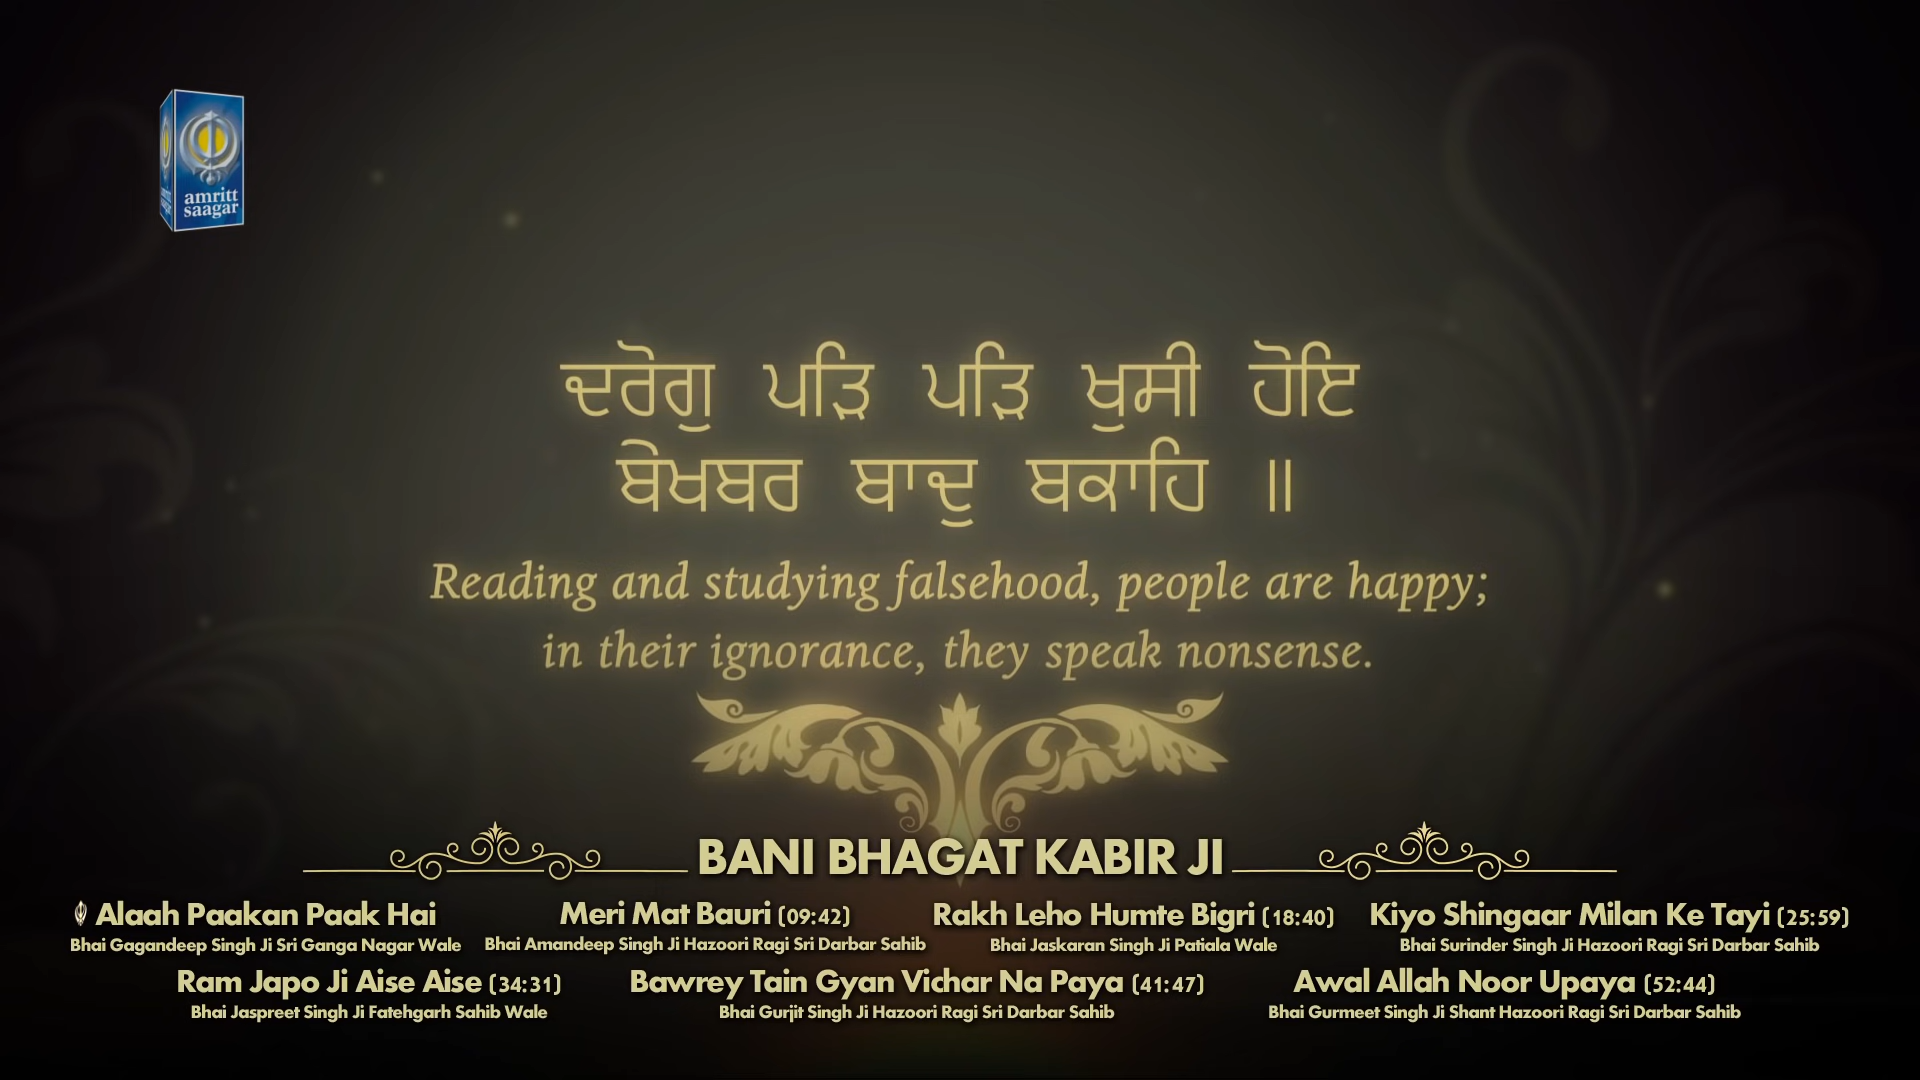 amritt
saagar
ਦਰੋਗੁ ਪੜਿ ਪੜਿ ਖੁਸੀ ਹੋਇ
ਬੇਖਬਰ ਬਾਦੁ ਬਕਾਹਿ ॥
Reading and studying falsehood, people are happy;
in their ignorance, they speak nonsense.
BANI BHAGAT KABIR JI
Alaah Paakan Paak Hai
Bhai Gagandeep Singh Ji Sri Ganga Nagar Wale
Meri Mat Bauri (09:42)
Bhai Amandeep Singh Ji Hazoori Ragi Sri Darbar Sahib
Rakh Leho Humte Bigri (18:40)
Bhai Jaskaran Singh Ji Patiala Wale
Kiyo Shingaar Milan Ke Tayi (25:59)
Bhai Surinder Singh Ji Hazoori Ragi Sri Darbar Sahib
Ram Japo Ji Aise Aise (34:31)
Bhai Jaspreet Singh Ji Fatehgarh Sahib Wale
Bawrey Tain Gyan Vichar Na Paya (41:47)
Bhai Gurjit Singh Ji Hazoori Ragi Sri Darbar Sahib
Awal Allah Noor Upaya (52:44)
Bhai Gurmeet Singh Ji Shant Hazoori Ragi Sri Darbar Sahib